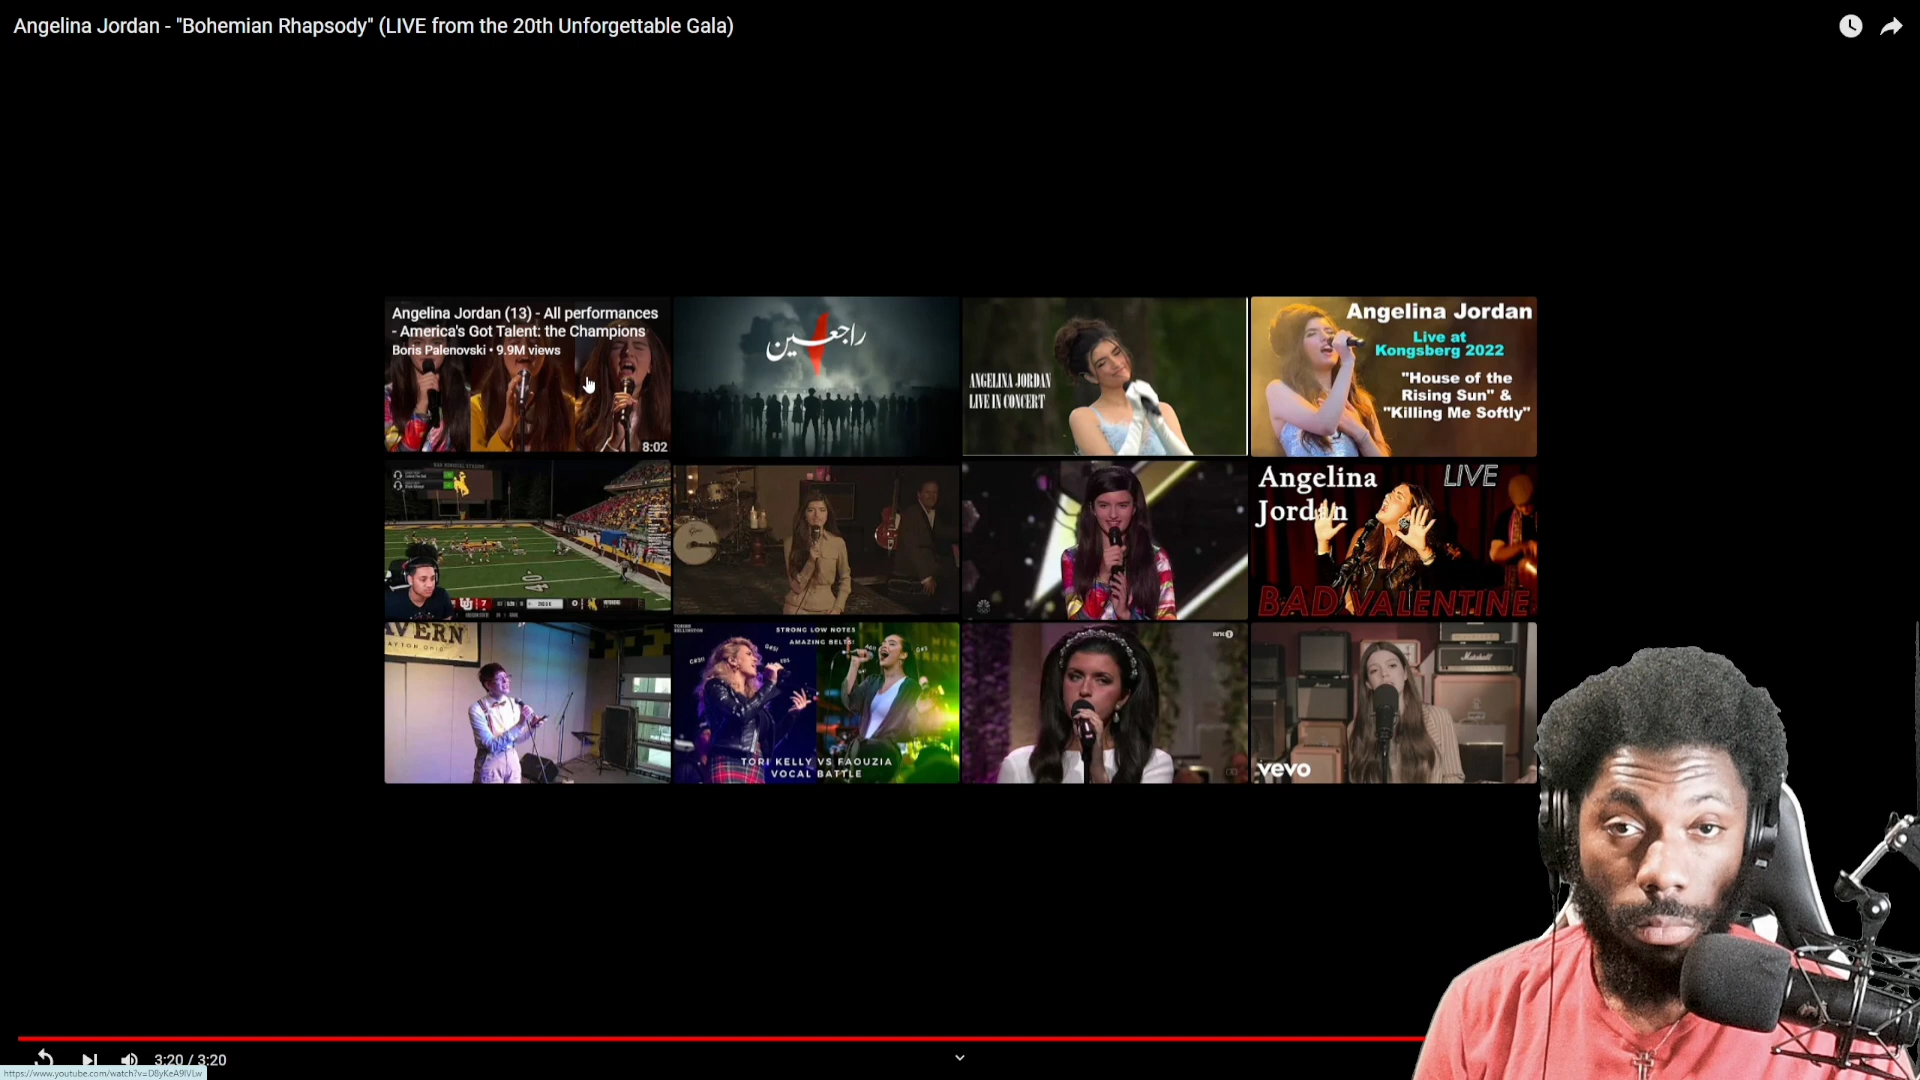 Angelina Jordan - "Bohemian Rhapsody" (LIVE from the 20th Unforgettable Gala)
Angelina Jordan (13) - All performances
- America's Got Talent: the Champions
Boris Palenovski • 9.9M views
8:02
راجعين
ANGELINA JORDAN
LIVE IN CONCERT
Angelina Jordan
Live at
Kongsberg 2022
"House of the
Rising Sun" &
"Killing Me Softly"
Angelina
Jordan
LIVE
BAD VALENTINE
AVERN
STRONG LOW NOTES
AMAZING BELTS!
TORI KELLY VS FAOUZIA
VOCAL BATTLE
Marshall
vevo
3:20 / 3:20
https://www.youtube.com/watch?v=D8yKeA9IVLw